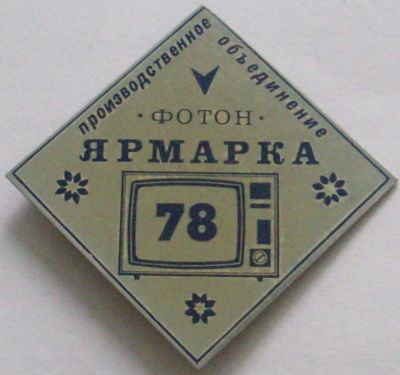 производственное
объединение
· ФОТОН ·
ЯРМАРКА
78